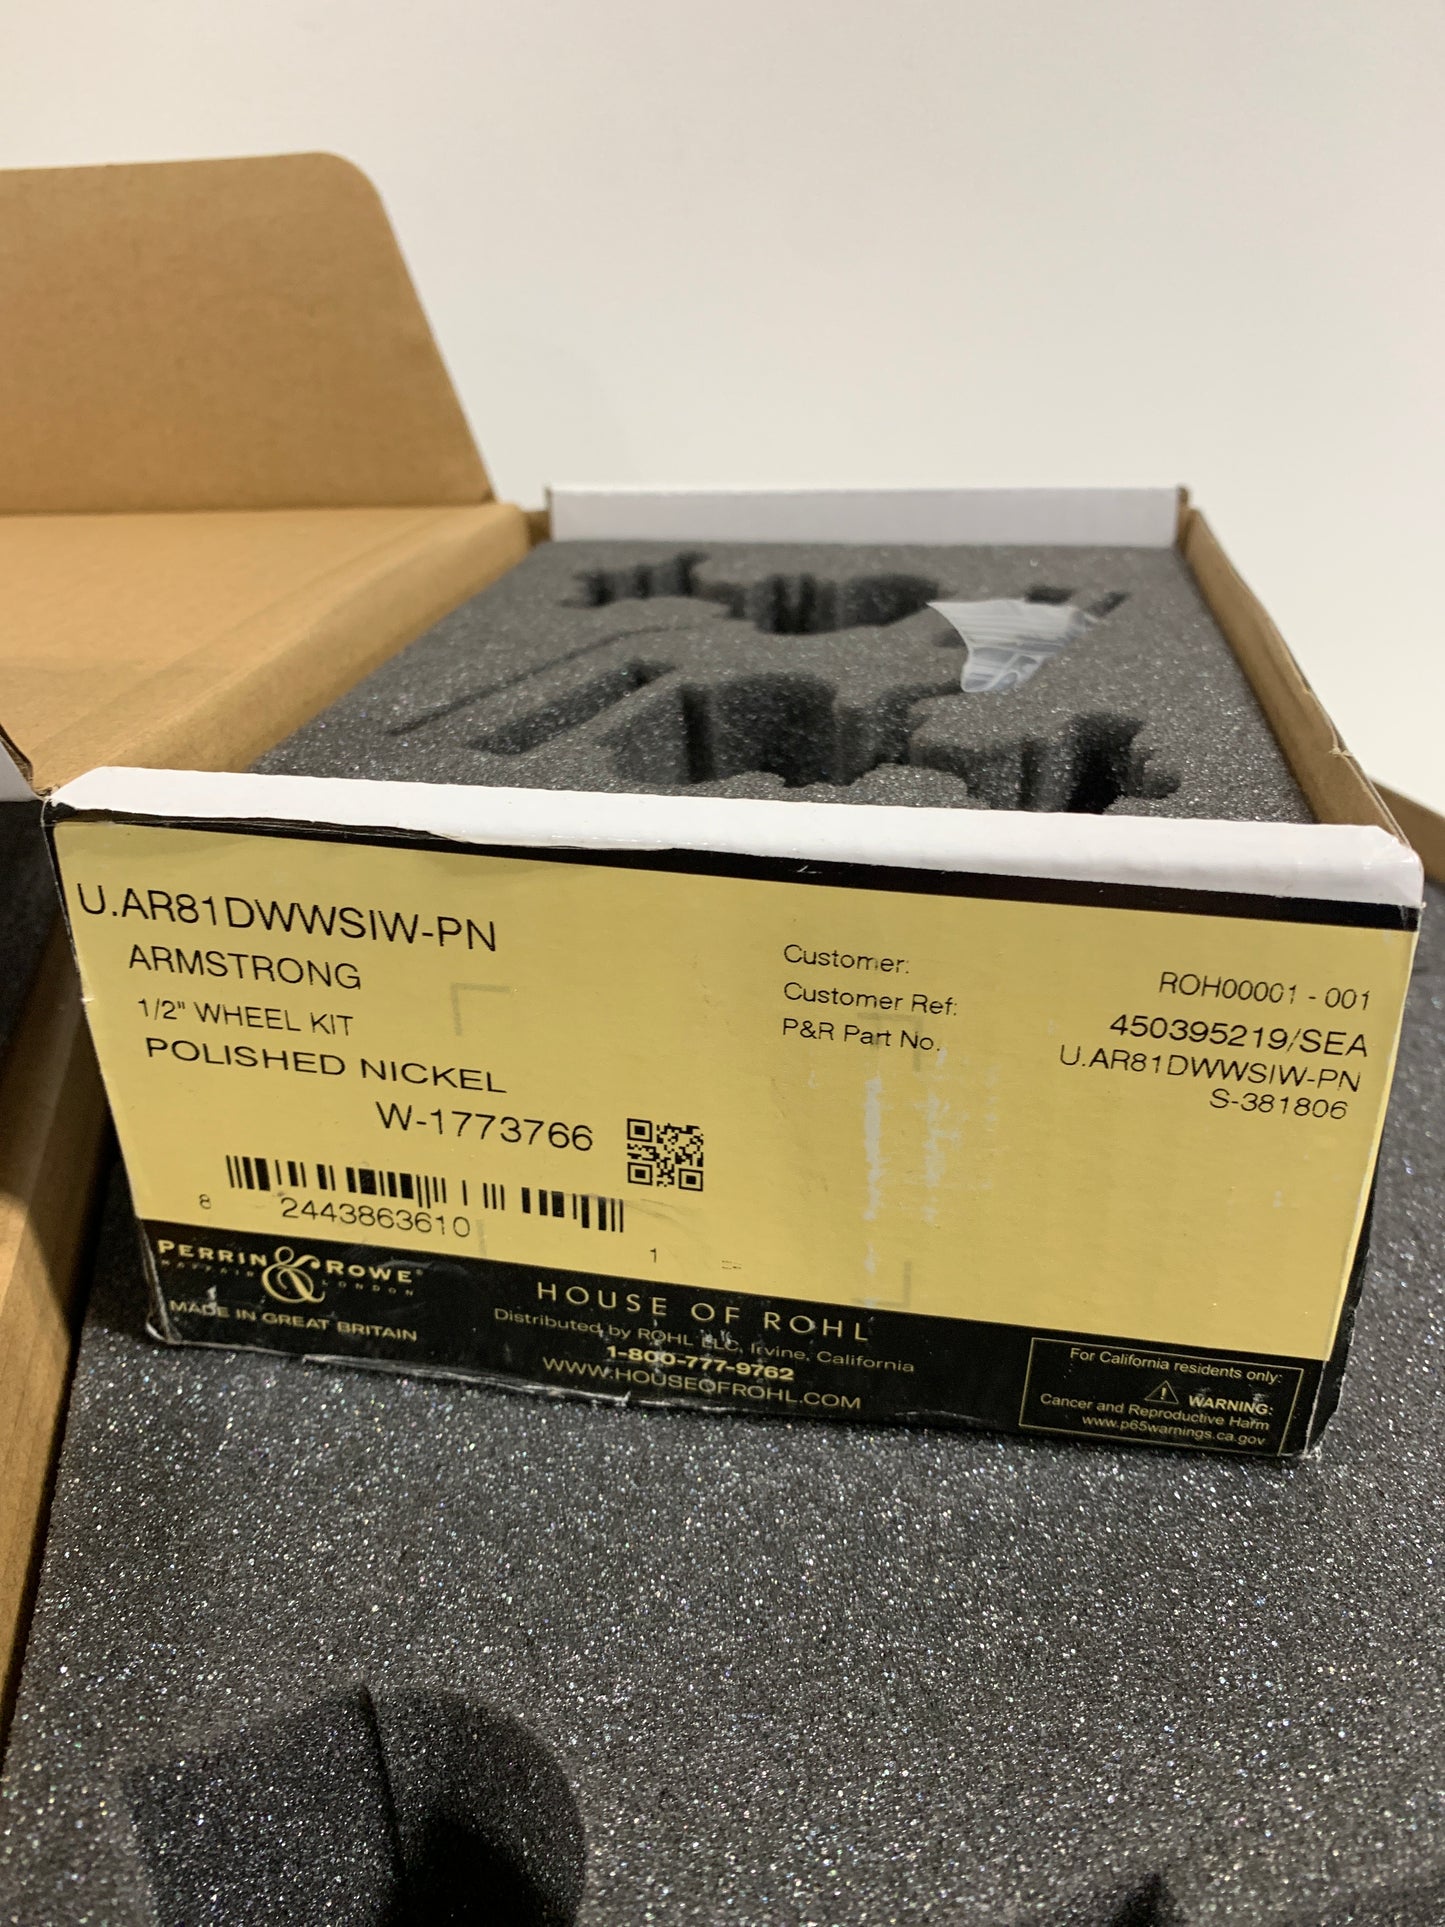 U.AR81DWWSIW-PN
ARMSTRONG
1/2" WHEEL KIT
POLISHED NICKEL
W-1773766
8 2443863610 1
Customer: ROH00001 - 001
Customer Ref: 450395219/SEA
P&R Part No. U.AR81DWWSIW-PN
S-381806
PERRIN & ROWE
MAYFAIR LONDON
MADE IN GREAT BRITAIN
HOUSE OF ROHL
Distributed by ROHL LLC, Irvine, California
1-800-777-9762
WWW.HOUSEOFROHL.COM
For California residents only:
WARNING:
Cancer and Reproductive Harm
www.p65warnings.ca.gov